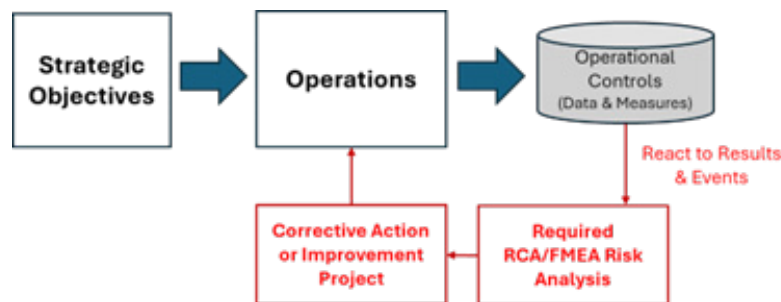 Strategic
Objectives
Operations
Operational
Controls
(Data & Measures)
React to Results
& Events
Corrective Action
or Improvement
Project
Required
RCA/FMEA Risk
Analysis